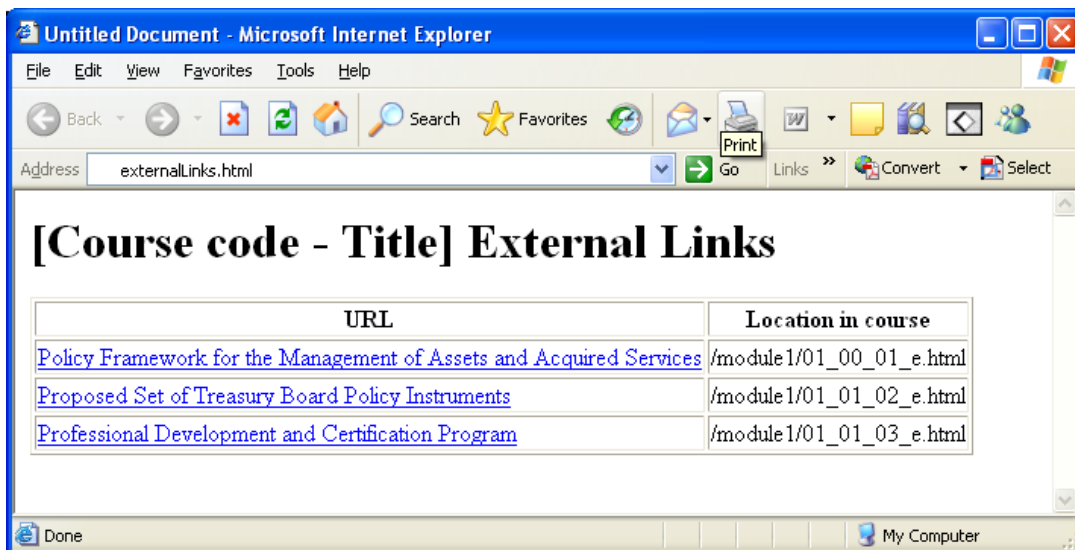 Untitled Document - Microsoft Internet Explorer
File Edit View Favorites Tools Help
Back Search Favorites W
Print
Address externalLinks.html Go Links » Convert Select
[Course code - Title] External Links
URL Location in course
Policy Framework for the Management of Assets and Acquired Services /module1/01_00_01_e.html
Proposed Set of Treasury Board Policy Instruments /module1/01_01_02_e.html
Professional Development and Certification Program /module1/01_01_03_e.html
Done My Computer